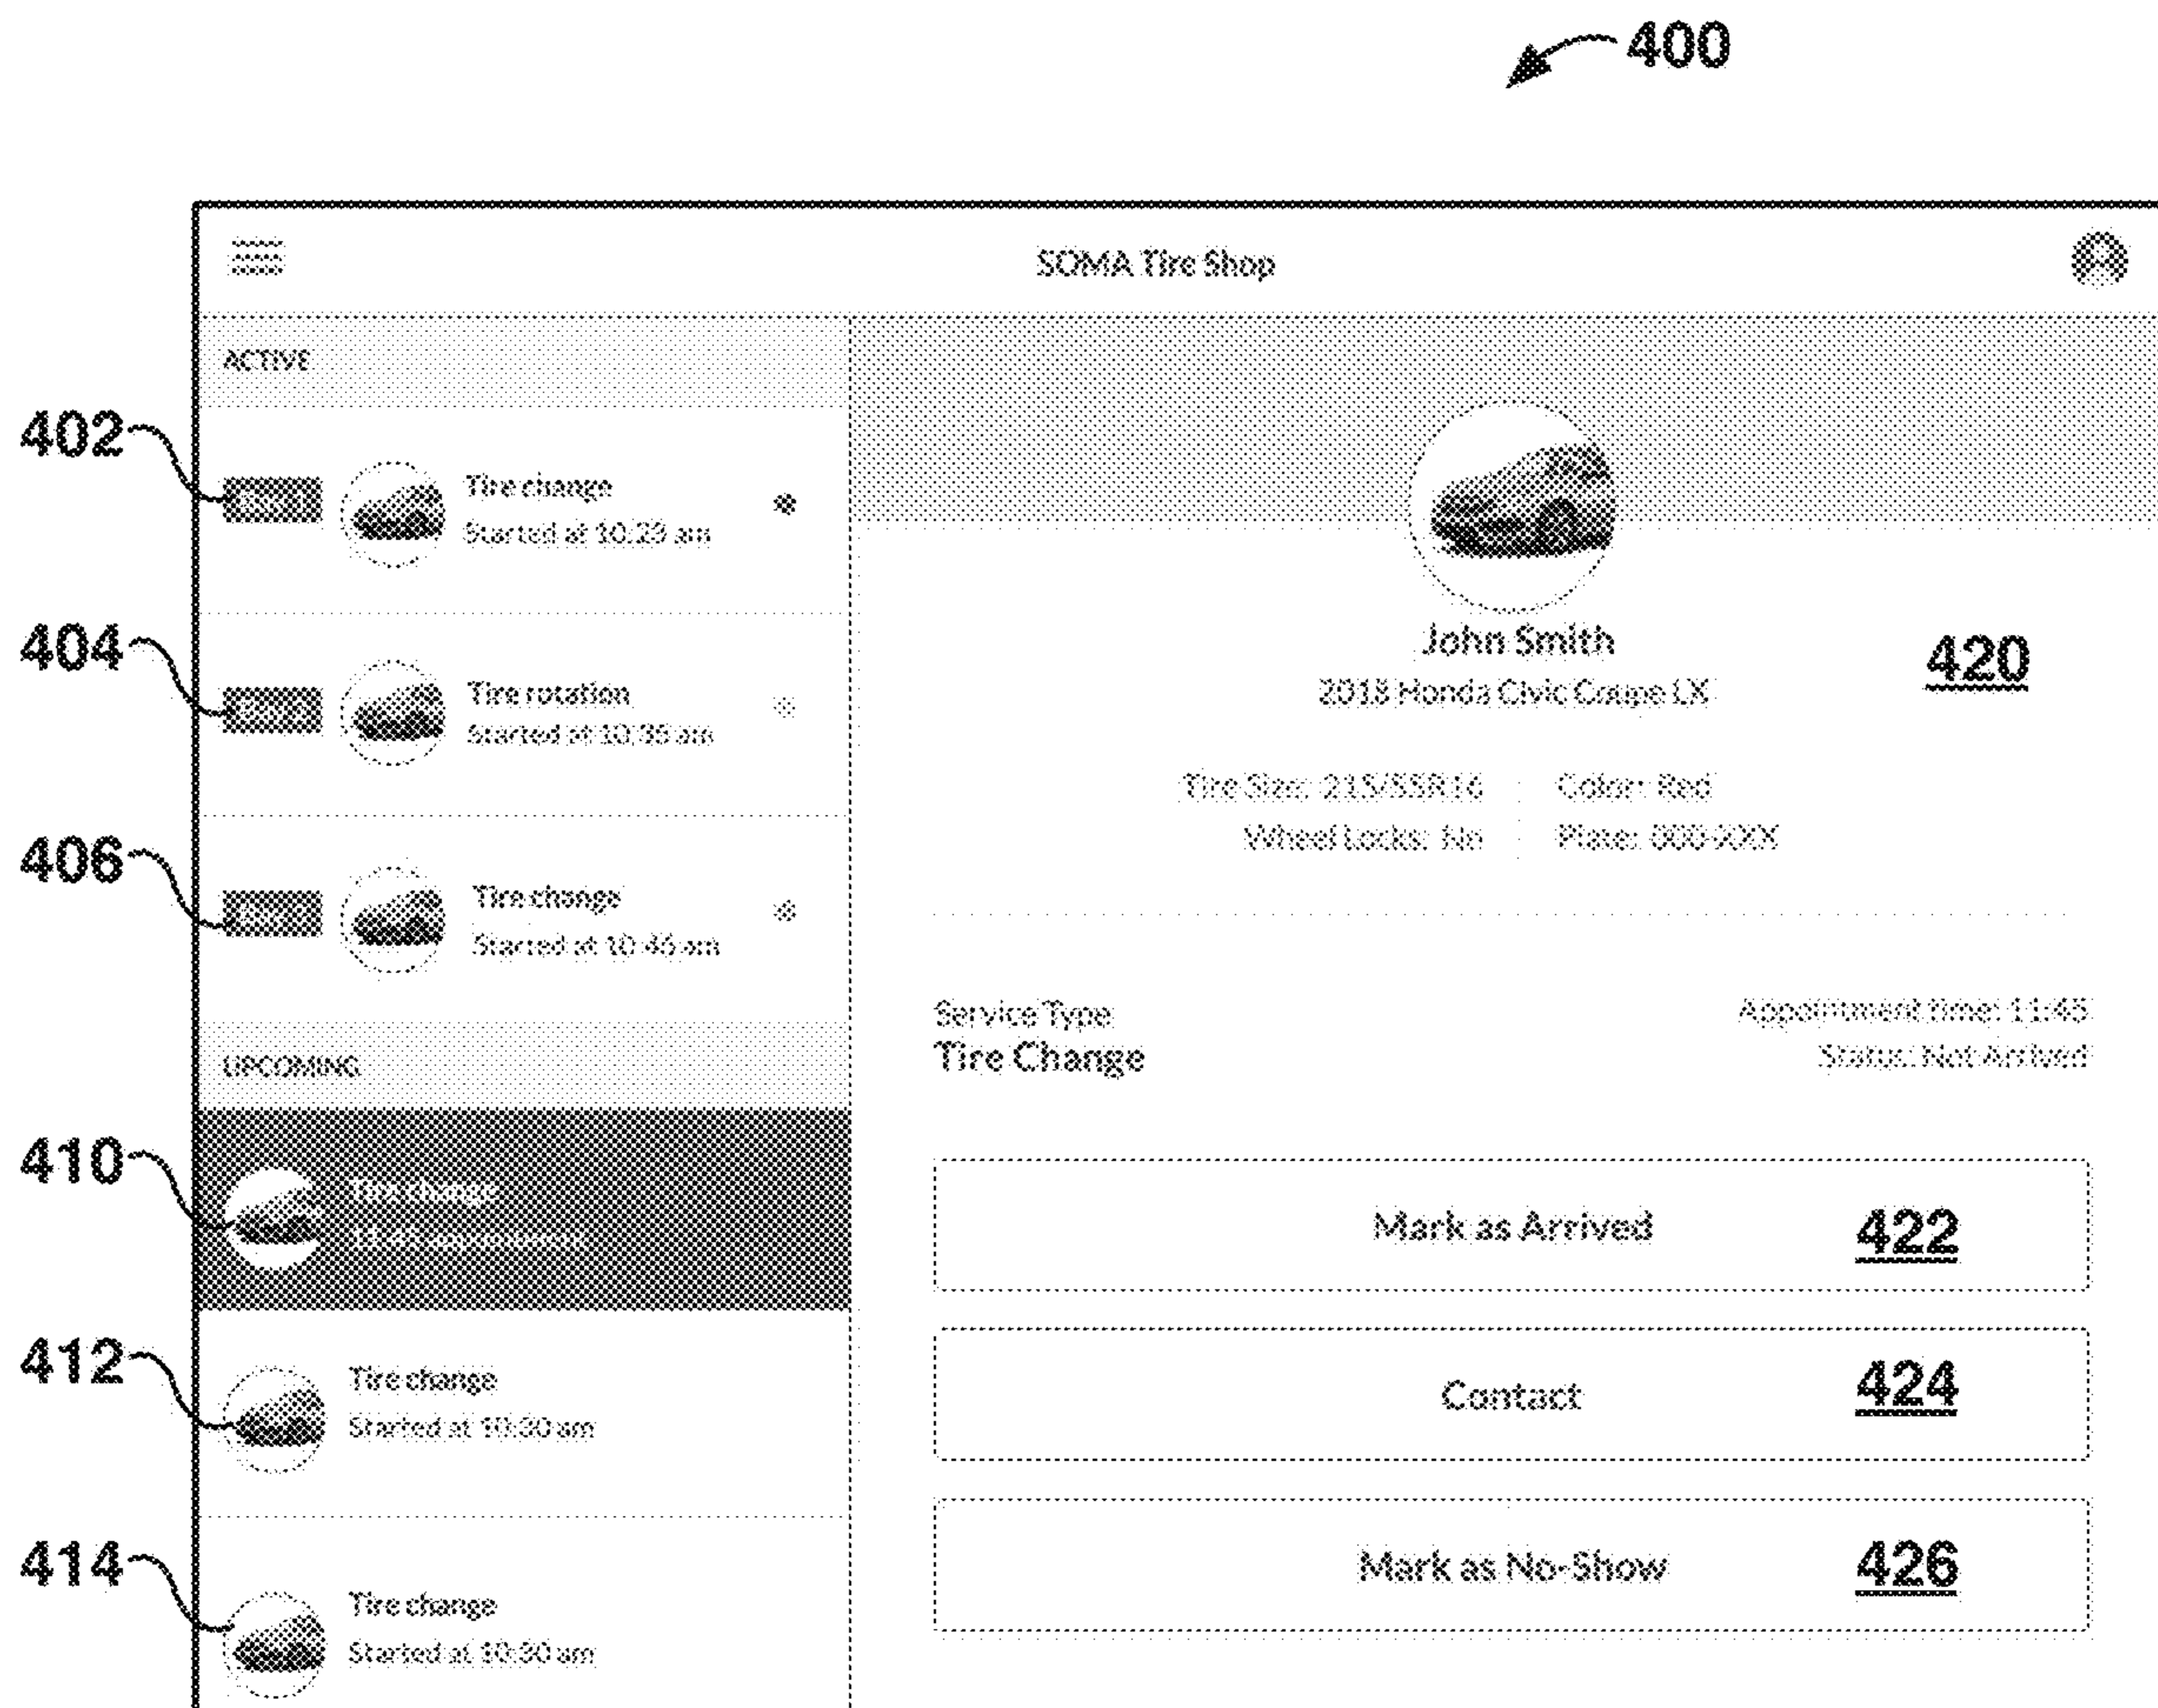 400
SOMA Tire Shop
ACTIVE
402
Tire change
Started at 10:23 am
404
Tire rotation
Started at 10:35 am
406
Tire change
Started at 10:45 am
UPCOMING
410
Tire change
412
Tire change
Started at 10:30 am
414
Tire change
Started at 10:30 am
John Smith
420
2018 Honda Civic Coupe LX
Tire Size: 215/55R16
Color: Red
Wheel Locks: No
Plate: 000-XXX
Service Type
Appointment time: 11:45
Tire Change
Status: Not Arrived
Mark as Arrived
422
Contact
424
Mark as No-Show
426